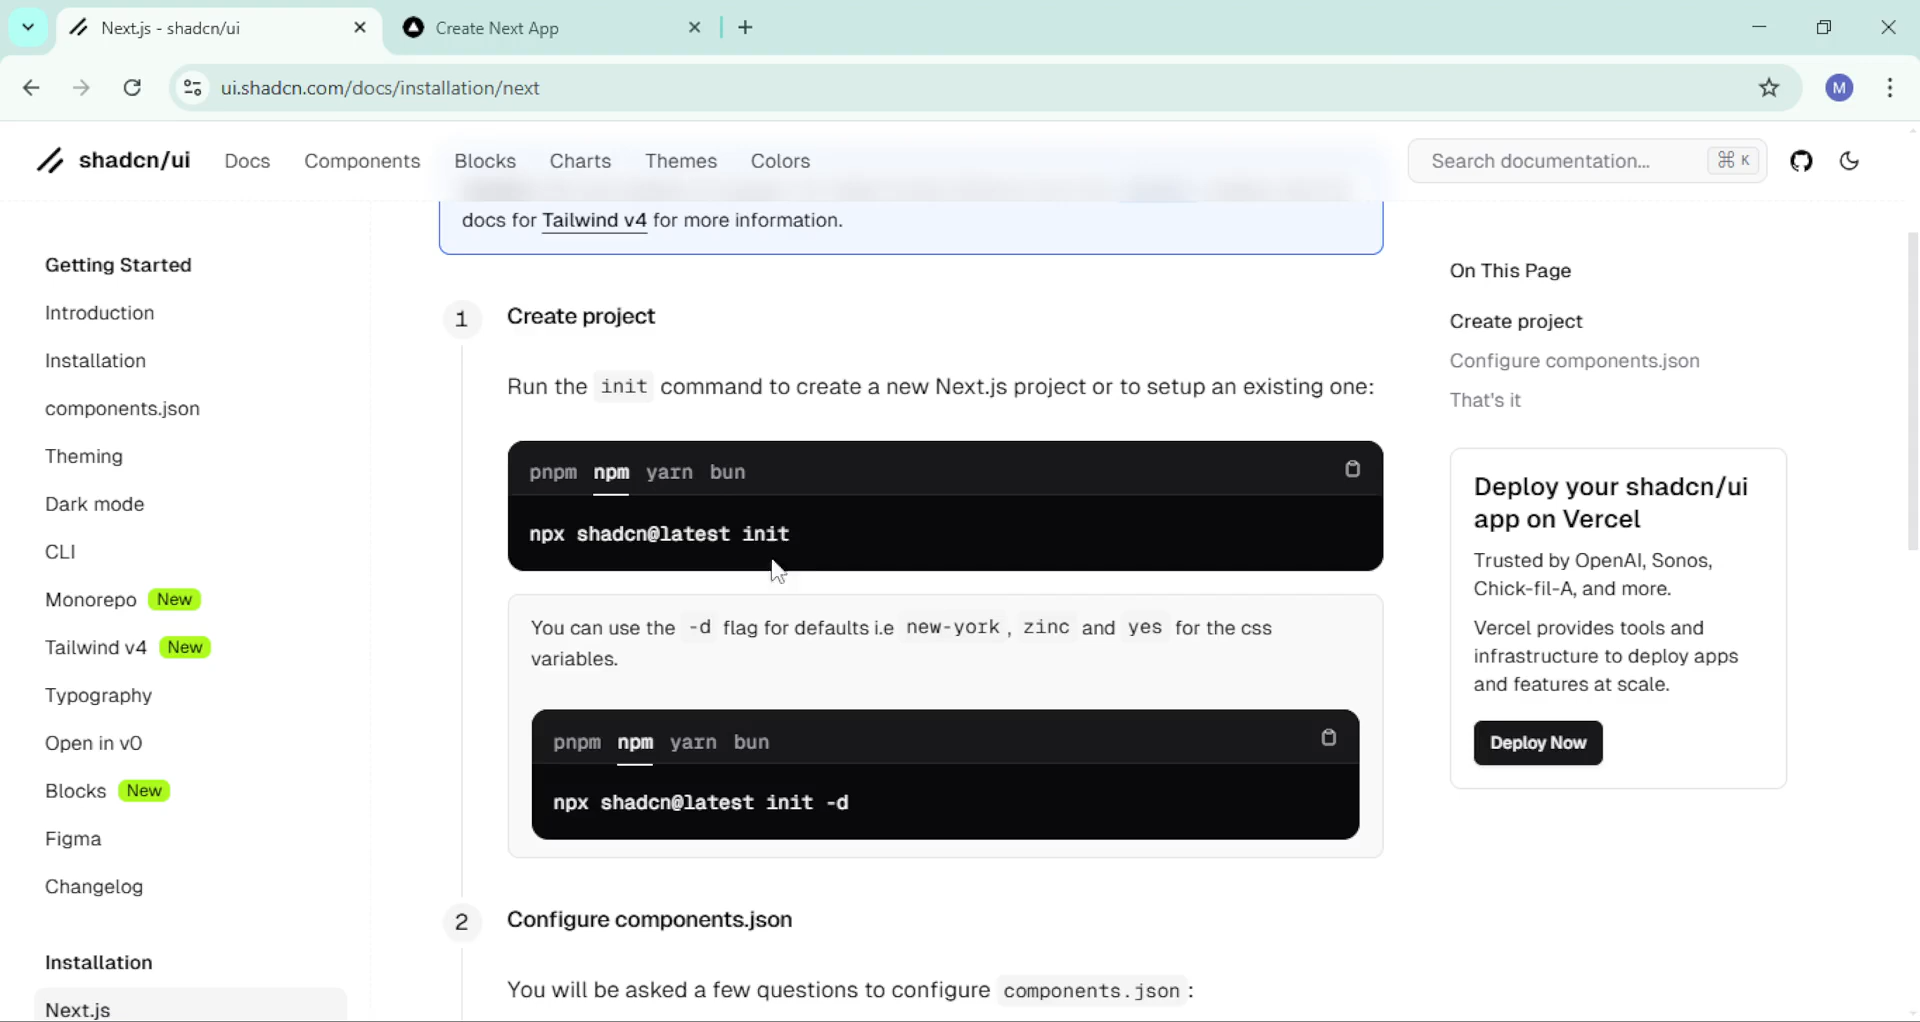 Next.js - shadcn/ui
Create Next App
ui.shadcn.com/docs/installation/next
M
shadcn/ui
Docs
Components
Blocks
Charts
Themes
Colors
Search documentation...
⌘ K
docs for Tailwind v4 for more information.
Getting Started
Introduction
Installation
components.json
Theming
Dark mode
CLI
Monorepo New
Tailwind v4 New
Typography
Open in v0
Blocks New
Figma
Changelog
Installation
Next.js
1 Create project
Run the init command to create a new Next.js project or to setup an existing one:
pnpm npm yarn bun
npx shadcn@latest init
You can use the -d flag for defaults i.e new-york, zinc and yes for the css
variables.
pnpm npm yarn bun
npx shadcn@latest init -d
2 Configure components.json
You will be asked a few questions to configure components.json:
On This Page
Create project
Configure components.json
That's it
Deploy your shadcn/ui
app on Vercel
Trusted by OpenAI, Sonos,
Chick-fil-A, and more.
Vercel provides tools and
infrastructure to deploy apps
and features at scale.
Deploy Now